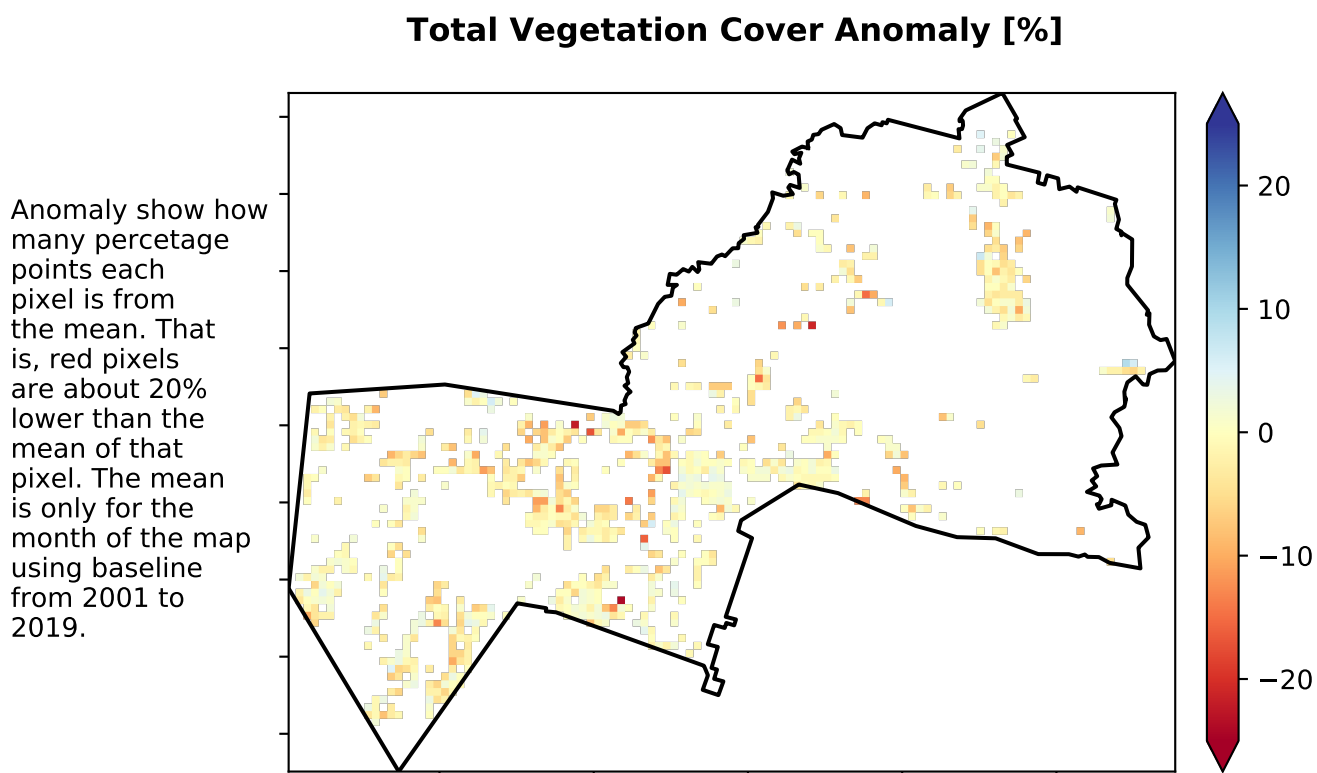 Total Vegetation Cover Anomaly [%]
Anomaly show how
many percetage
points each
pixel is from
the mean. That
is, red pixels
are about 20%
lower than the
mean of that
pixel. The mean
is only for the
month of the map
using baseline
from 2001 to
2019.
20
10
0
−10
−20